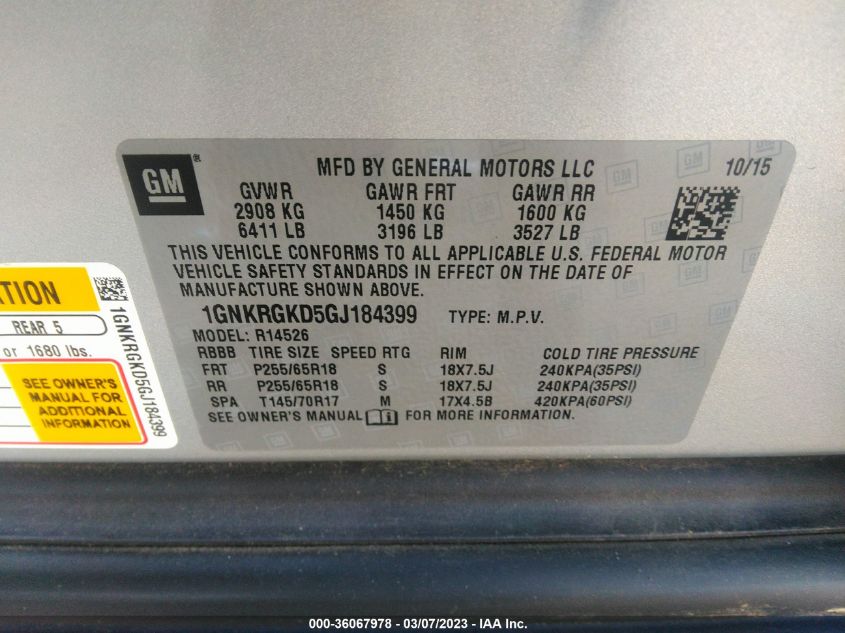 GM ®
MFD BY GENERAL MOTORS LLC 10/15
GVWR GAWR FRT GAWR RR
2908 KG 1450 KG 1600 KG
6411 LB 3196 LB 3527 LB
THIS VEHICLE CONFORMS TO ALL APPLICABLE U.S. FEDERAL MOTOR
VEHICLE SAFETY STANDARDS IN EFFECT ON THE DATE OF
MANUFACTURE SHOWN ABOVE.
1GNKRGKD5GJ184399 TYPE: M.P.V.
MODEL: R14526
RBBB TIRE SIZE SPEED RTG RIM COLD TIRE PRESSURE
FRT P255/65R18 S 18X7.5J 240KPA(35PSI)
RR P255/65R18 S 18X7.5J 240KPA(35PSI)
SPA T145/70R17 M 17X4.5B 420KPA(60PSI)
SEE OWNER'S MANUAL FOR MORE INFORMATION.
TION
REAR 5
or 1680 lbs.
SEE OWNER'S
MANUAL FOR
ADDITIONAL
INFORMATION
1GNKRGKD5GJ184399
000-36067978 - 03/07/2023 - IAA Inc.